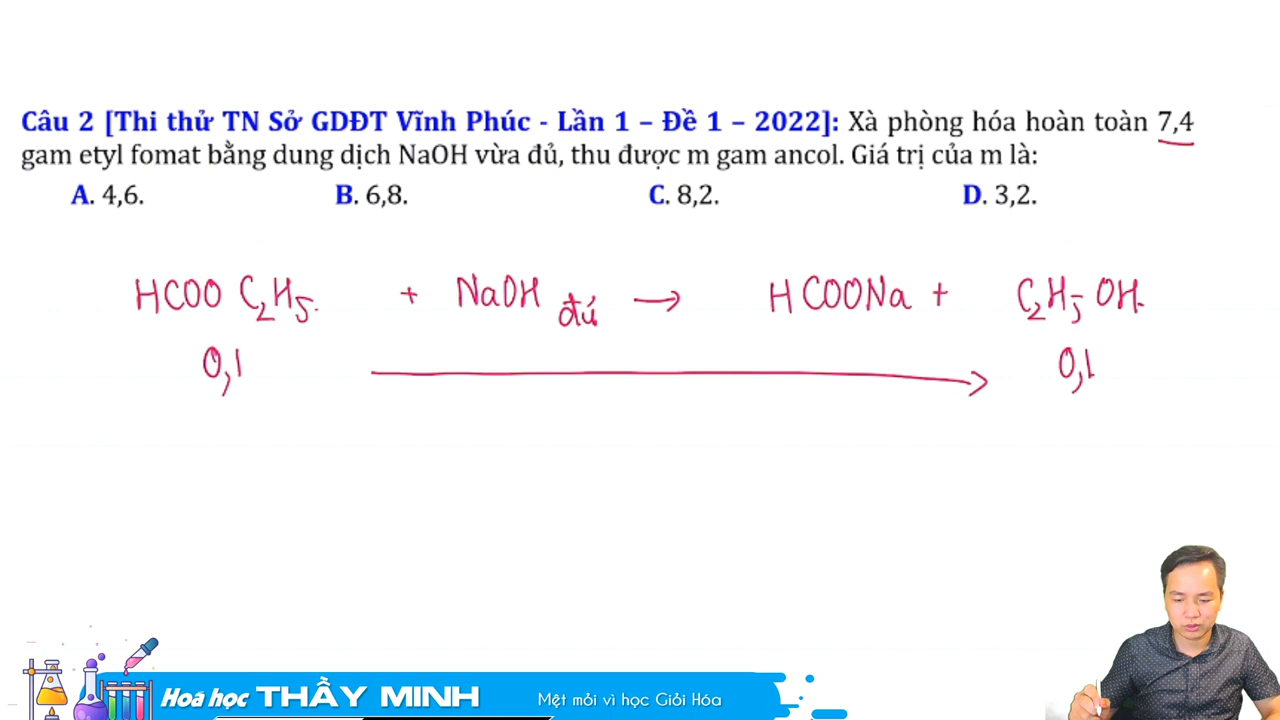 Câu 2 [Thi thử TN Sở GDĐT Vĩnh Phúc - Lần 1 – Đề 1 – 2022]: Xà phòng hóa hoàn toàn 7,4
gam etyl fomat bằng dung dịch NaOH vừa đủ, thu được m gam ancol. Giá trị của m là:
A. 4,6. B. 6,8. C. 8,2. D. 3,2.
HCOO C₂H₅ + NaOH đủ → HCOONa + C₂H₅OH
0,1 → 0,1
Hoá học THẦY MINH Mệt mỏi vì học Giỏi Hóa